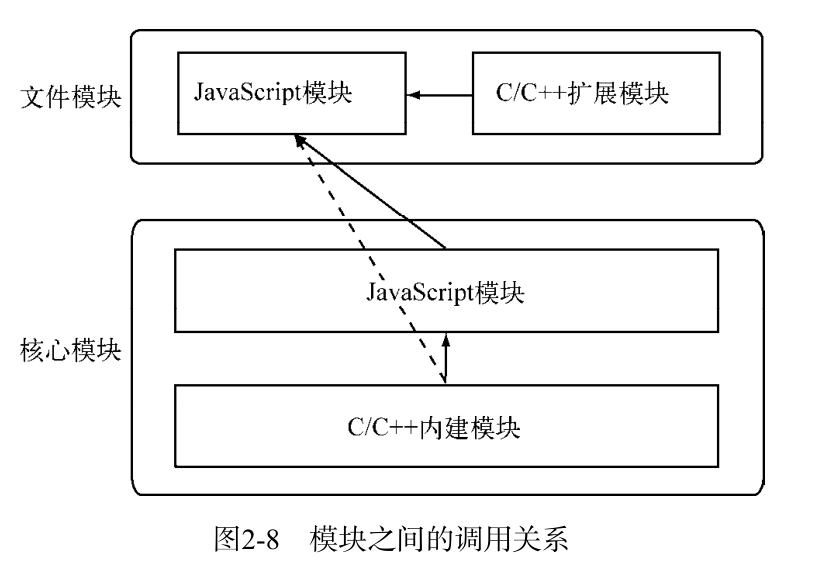 文件模块
JavaScript模块
C/C++扩展模块
核心模块
JavaScript模块
C/C++内建模块
图2-8 模块之间的调用关系